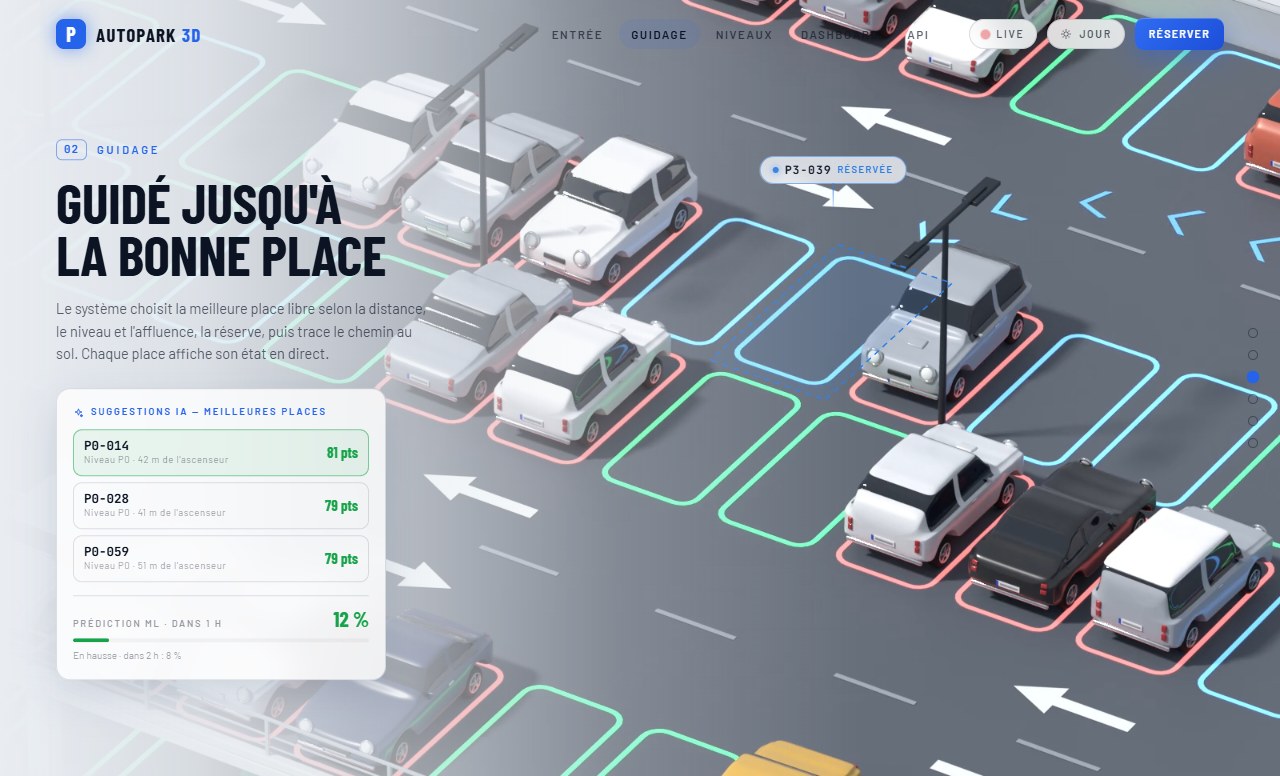 P AUTOPARK 3D
ENTRÉE GUIDAGE NIVEAUX DASHBOARD API
LIVE JOUR RÉSERVER
02 GUIDAGE
GUIDÉ JUSQU'À
LA BONNE PLACE
Le système choisit la meilleure place libre selon la distance,
le niveau et l'affluence, la réserve, puis trace le chemin au
sol. Chaque place affiche son état en direct.
P3-039 RÉSERVÉE
SUGGESTIONS IA — MEILLEURES PLACES
P0-014
Niveau P0 · 42 m de l'ascenseur
81 pts
P0-028
Niveau P0 · 41 m de l'ascenseur
79 pts
P0-059
Niveau P0 · 51 m de l'ascenseur
79 pts
PRÉDICTION ML · DANS 1 H
12 %
En hausse · dans 2 h : 8 %